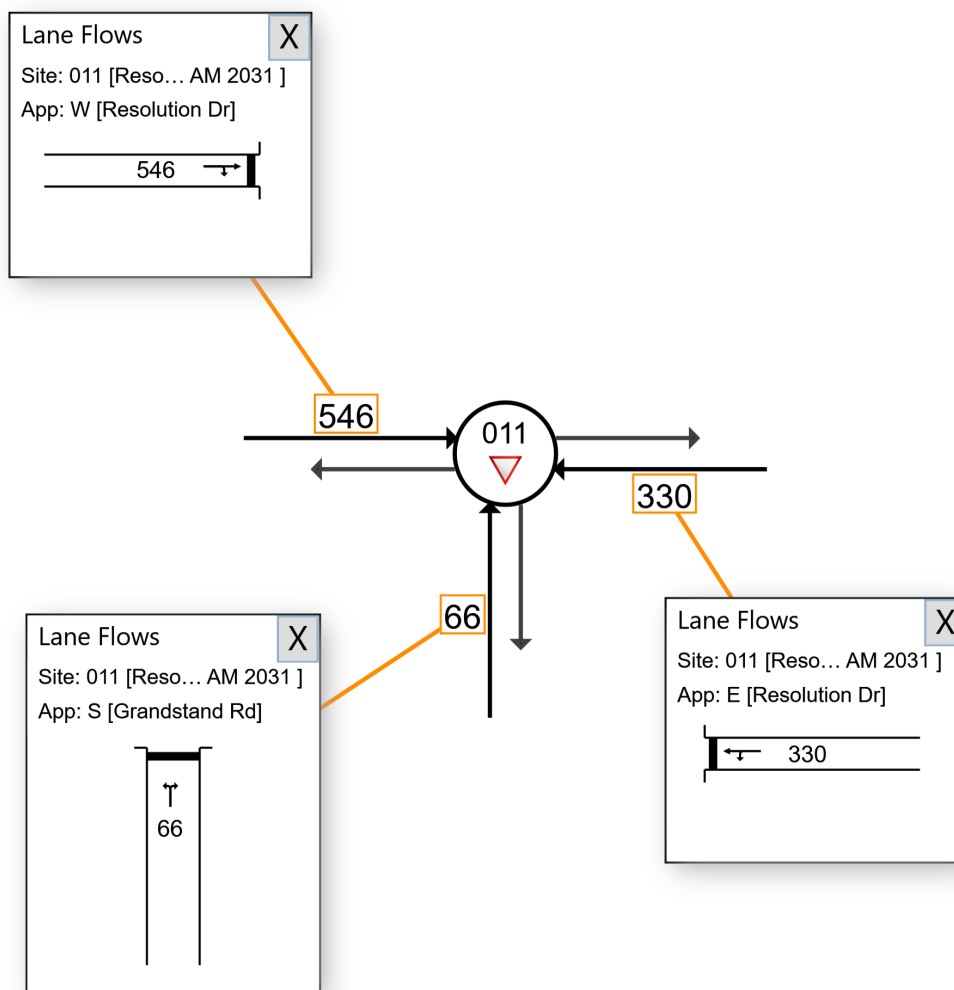 Lane Flows
X
Site: 011 [Reso… AM 2031 ]
App: W [Resolution Dr]
546
546
011
330
66
Lane Flows
X
Site: 011 [Reso… AM 2031 ]
App: S [Grandstand Rd]
66
Lane Flows
X
Site: 011 [Reso… AM 2031 ]
App: E [Resolution Dr]
330